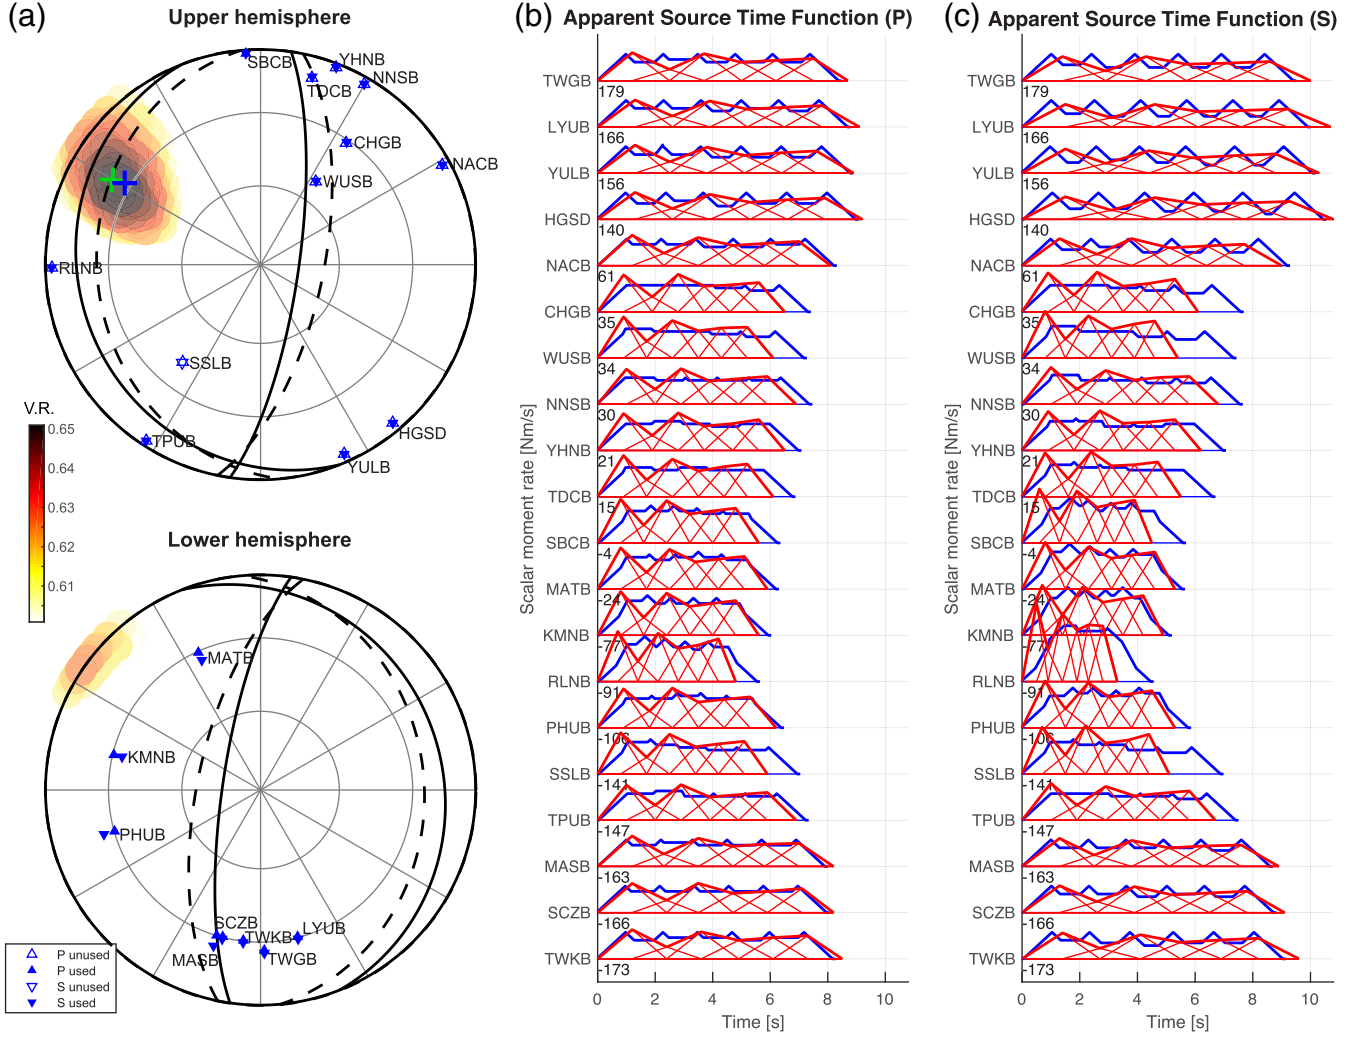 (a)
Upper hemisphere
SBCB
YHNB
TDCB
NNSB
CHGB
NACB
WUSB
RLNB
SSLB
TPUB
HGSD
YULB
V.R.
0.65
0.64
0.63
0.62
0.61
Lower hemisphere
MATB
KMNB
PHUB
SCZB
TWKB
LYUB
MASB
TWGB
P unused
P used
S unused
S used
(b)
Apparent Source Time Function (P)
Scalar moment rate [Nm/s]
TWGB
179
LYUB
166
YULB
156
HGSD
140
NACB
61
CHGB
35
WUSB
34
NNSB
30
YHNB
21
TDCB
15
SBCB
-4
MATB
-24
KMNB
-77
RLNB
-91
PHUB
-106
SSLB
-141
TPUB
-147
MASB
-163
SCZB
-166
TWKB
-173
0 2 4 6 8 10
Time [s]
(c)
Apparent Source Time Function (S)
Scalar moment rate [Nm/s]
TWGB
179
LYUB
166
YULB
156
HGSD
140
NACB
61
CHGB
35
WUSB
34
NNSB
30
YHNB
21
TDCB
15
SBCB
-4
MATB
-24
KMNB
-77
RLNB
-91
PHUB
-106
SSLB
-141
TPUB
-147
MASB
-163
SCZB
-166
TWKB
-173
0 2 4 6 8 10
Time [s]